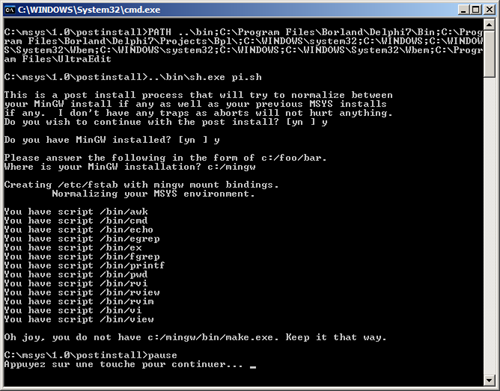 C:\WINDOWS\System32\cmd.exe
C:\msys\1.0\postinstall>PATH ..\bin;C:\Program Files\Borland\Delphi7\Bin;C:\Prog
ram Files\Borland\Delphi7\Projects\Bpl\;C:\WINDOWS\system32;C:\WINDOWS;C:\WINDOW
S\System32\Wbem;C:\WINDOWS\system32;C:\WINDOWS;C:\WINDOWS\System32\Wbem;C:\Progr
am Files\UltraEdit
C:\msys\1.0\postinstall>..\bin\sh.exe pi.sh
This is a post install process that will try to normalize between
your MinGW install if any as well as your previous MSYS installs
if any.  I don't have any traps as aborts will not hurt anything.
Do you wish to continue with the post install? [yn ] y
Do you have MinGW installed? [yn ] y
Please answer the following in the form of c:/foo/bar.
Where is your MinGW installation? c:/mingw
Creating /etc/fstab with mingw mount bindings.
Normalizing your MSYS environment.
You have script /bin/awk
You have script /bin/cmd
You have script /bin/echo
You have script /bin/egrep
You have script /bin/ex
You have script /bin/fgrep
You have script /bin/printf
You have script /bin/pwd
You have script /bin/rvi
You have script /bin/rview
You have script /bin/rvim
You have script /bin/vi
You have script /bin/view
Oh joy, you do not have c:/mingw/bin/make.exe. Keep it that way.
C:\msys\1.0\postinstall>pause
Appuyez sur une touche pour continuer... _